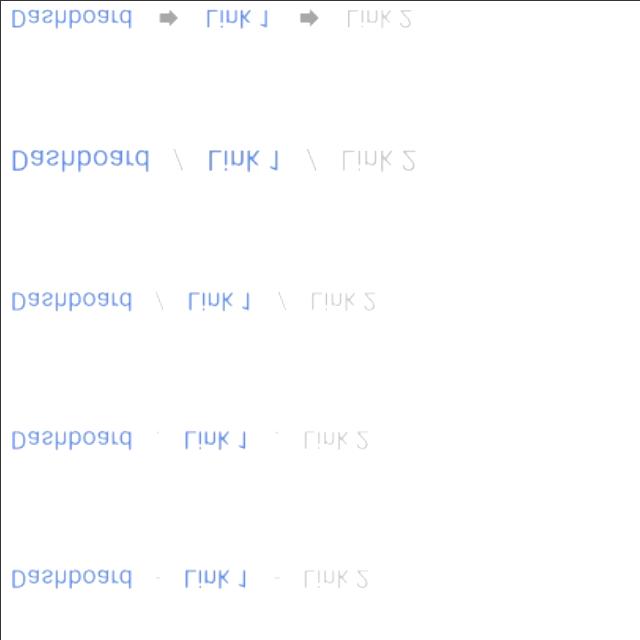 Dashboard ➡ Link 1 ➡ Link 2
Dashboard / Link 1 / Link 2
Dashboard / Link 1 / Link 2
Dashboard . Link 1 . Link 2
Dashboard - Link 1 - Link 2